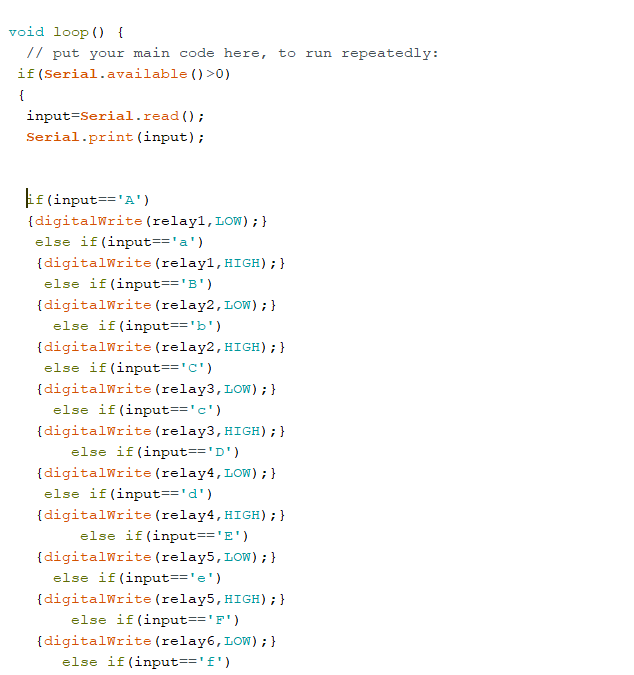 void loop() {
  // put your main code here, to run repeatedly:
 if(Serial.available()>0)
 {
  input=Serial.read();
  Serial.print(input);
  if(input=='A')
  {digitalWrite(relay1,LOW);}
   else if(input=='a')
   {digitalWrite(relay1,HIGH);}
    else if(input=='B')
   {digitalWrite(relay2,LOW);}
     else if(input=='b')
   {digitalWrite(relay2,HIGH);}
    else if(input=='C')
   {digitalWrite(relay3,LOW);}
     else if(input=='c')
   {digitalWrite(relay3,HIGH);}
       else if(input=='D')
   {digitalWrite(relay4,LOW);}
    else if(input=='d')
   {digitalWrite(relay4,HIGH);}
        else if(input=='E')
   {digitalWrite(relay5,LOW);}
     else if(input=='e')
   {digitalWrite(relay5,HIGH);}
       else if(input=='F')
   {digitalWrite(relay6,LOW);}
      else if(input=='f')